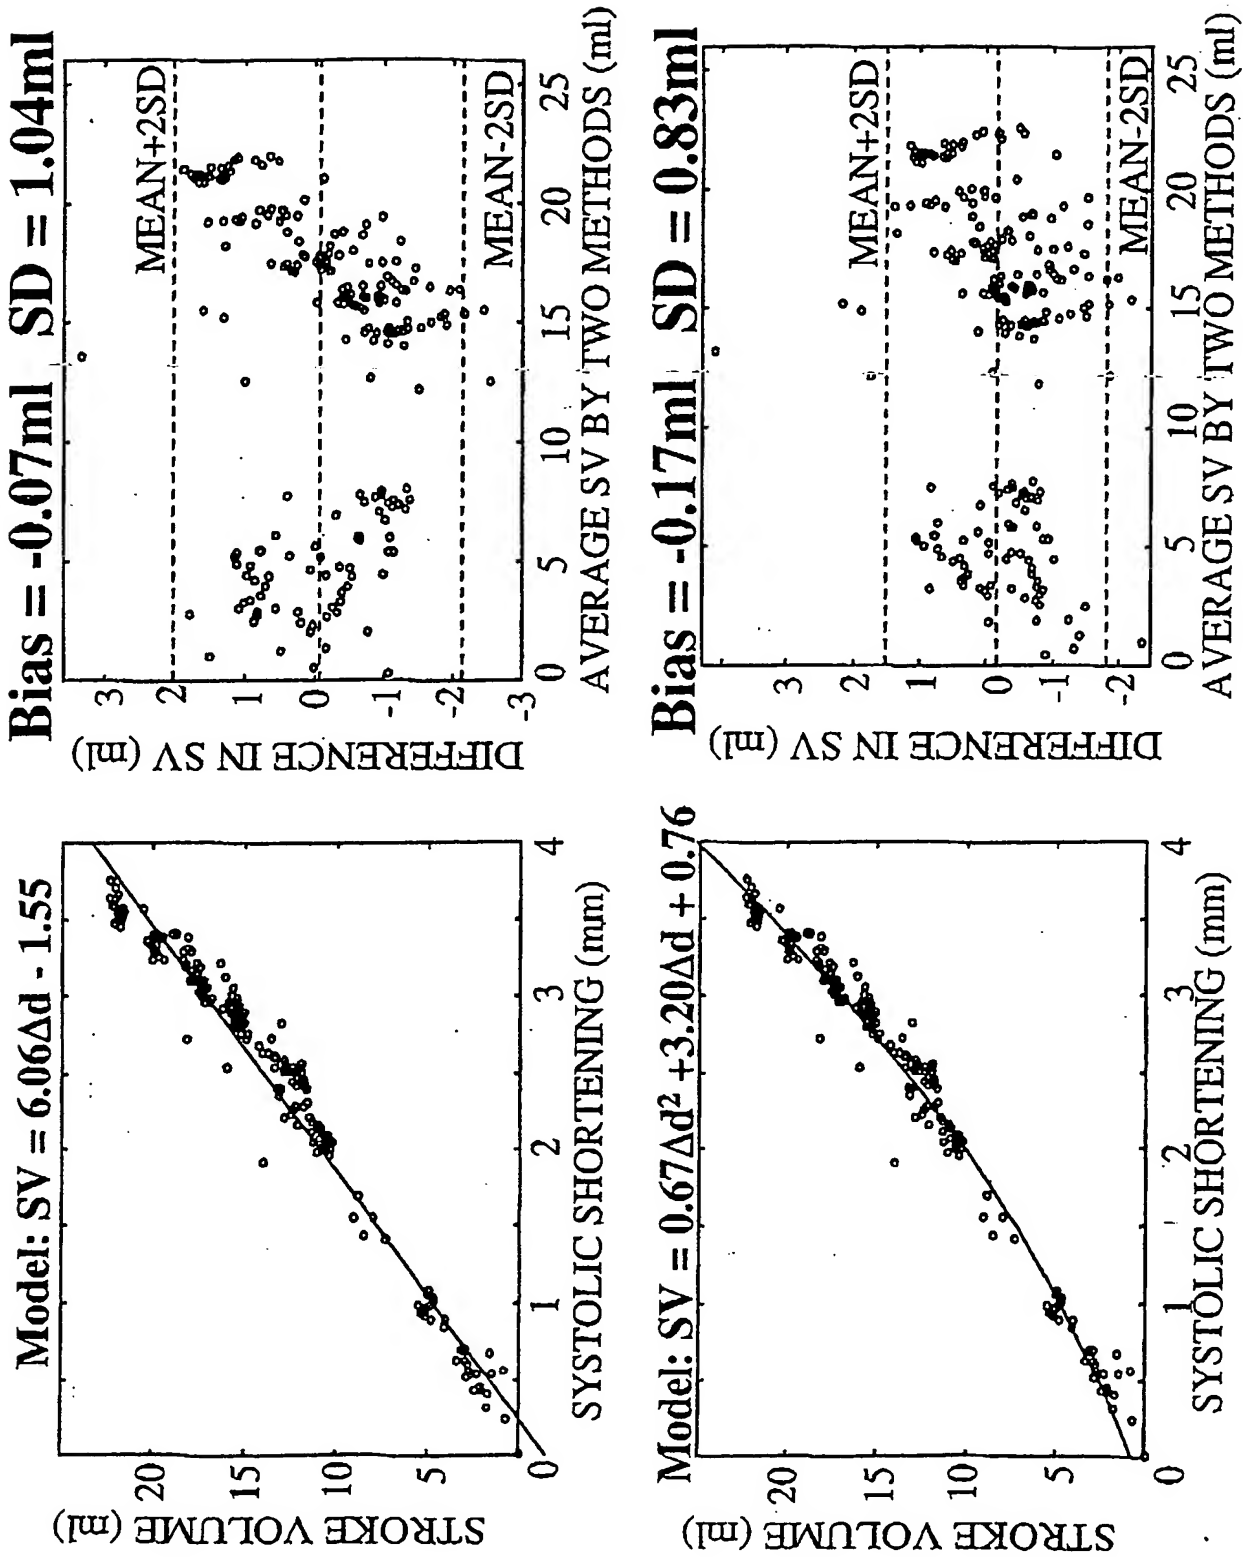 Model: SV = 6.06Δd - 1.55
STROKE VOLUME (ml)
20
15
10
5
0
1
2
3
4
SYSTOLIC SHORTENING (mm)
Bias = -0.07ml SD = 1.04ml
DIFFERENCE IN SV (ml)
3
2
1
0
-1
-2
-3
MEAN+2SD
MEAN-2SD
0
5
10
15
20
25
AVERAGE SV BY TWO METHODS (ml)
Model: SV = 0.67Δd² +3.20Δd + 0.76
STROKE VOLUME (ml)
20
15
10
5
0
1
2
3
4
SYSTOLIC SHORTENING (mm)
Bias = -0.17ml SD = 0.83ml
DIFFERENCE IN SV (ml)
3
2
1
0
-1
-2
MEAN+2SD
MEAN-2SD
0
5
10
15
20
25
AVERAGE SV BY TWO METHODS (ml)